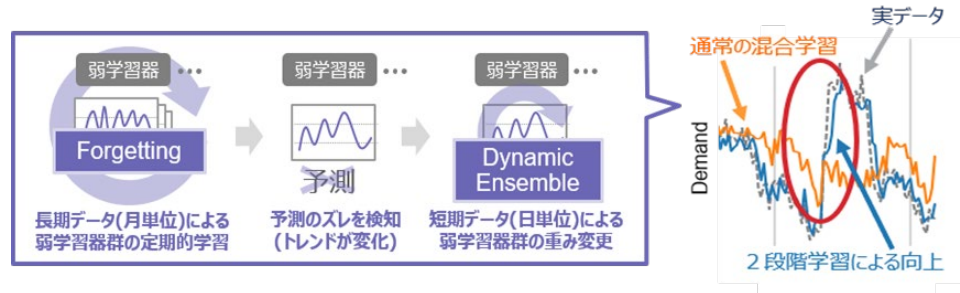 弱学習器 •••
Forgetting
長期データ(月単位)による
弱学習器群の定期的学習
弱学習器 •••
予測
予測のズレを検知
(トレンドが変化)
弱学習器 •••
Dynamic
Ensemble
短期データ(日単位)による
弱学習器群の重み変更
実データ
通常の混合学習
Demand
２段階学習による向上